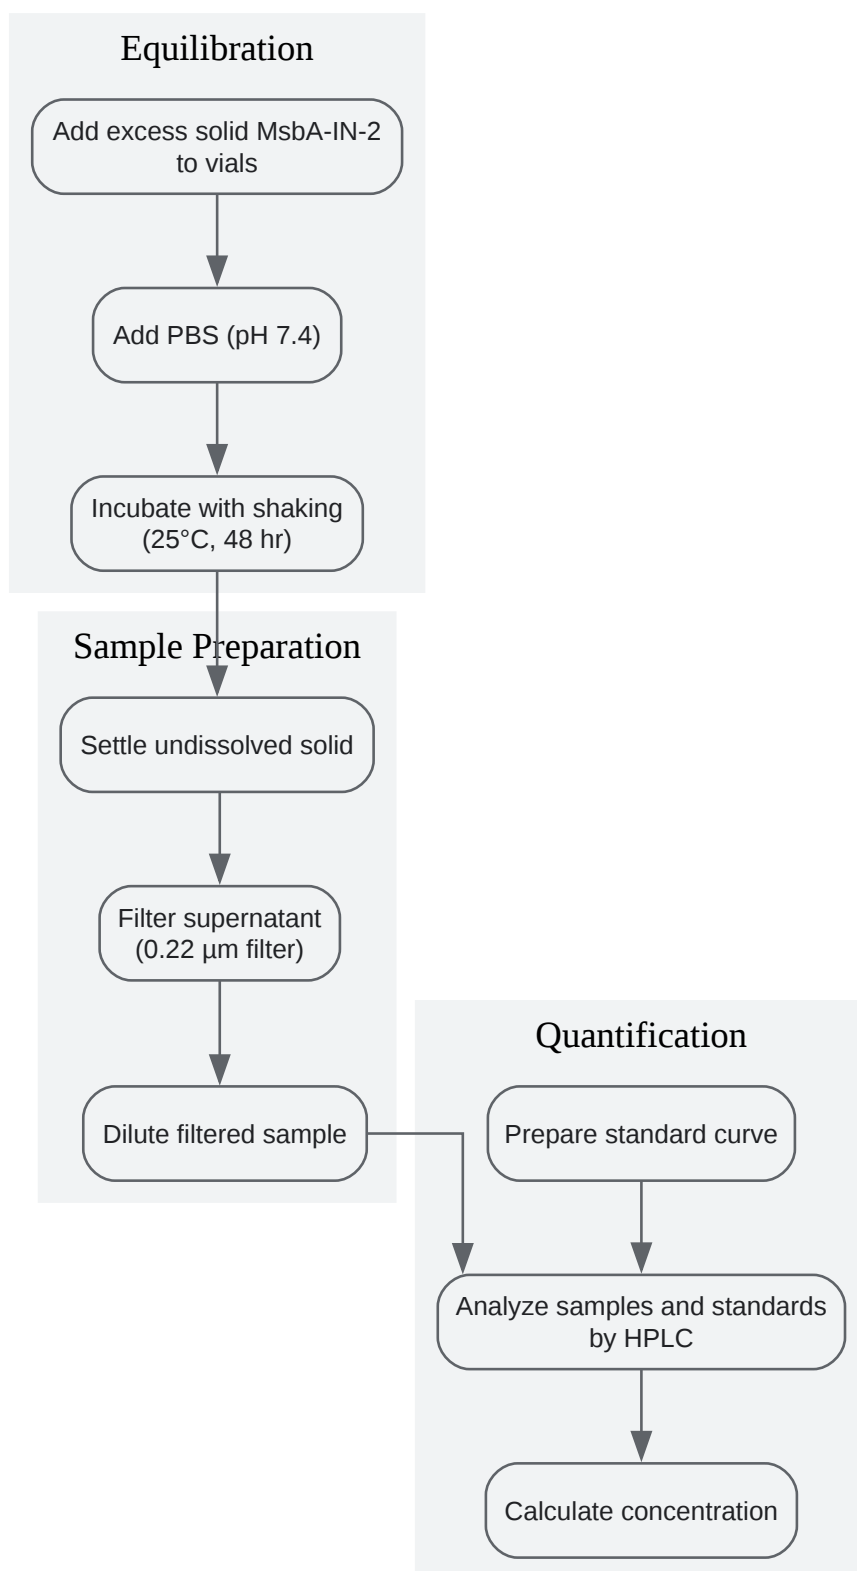 Equilibration
Add excess solid MsbA-IN-2
to vials
Add PBS (pH 7.4)
Incubate with shaking
(25°C, 48 hr)
Sample Preparation
Settle undissolved solid
Filter supernatant
(0.22 µm filter)
Dilute filtered sample
Quantification
Prepare standard curve
Analyze samples and standards
by HPLC
Calculate concentration